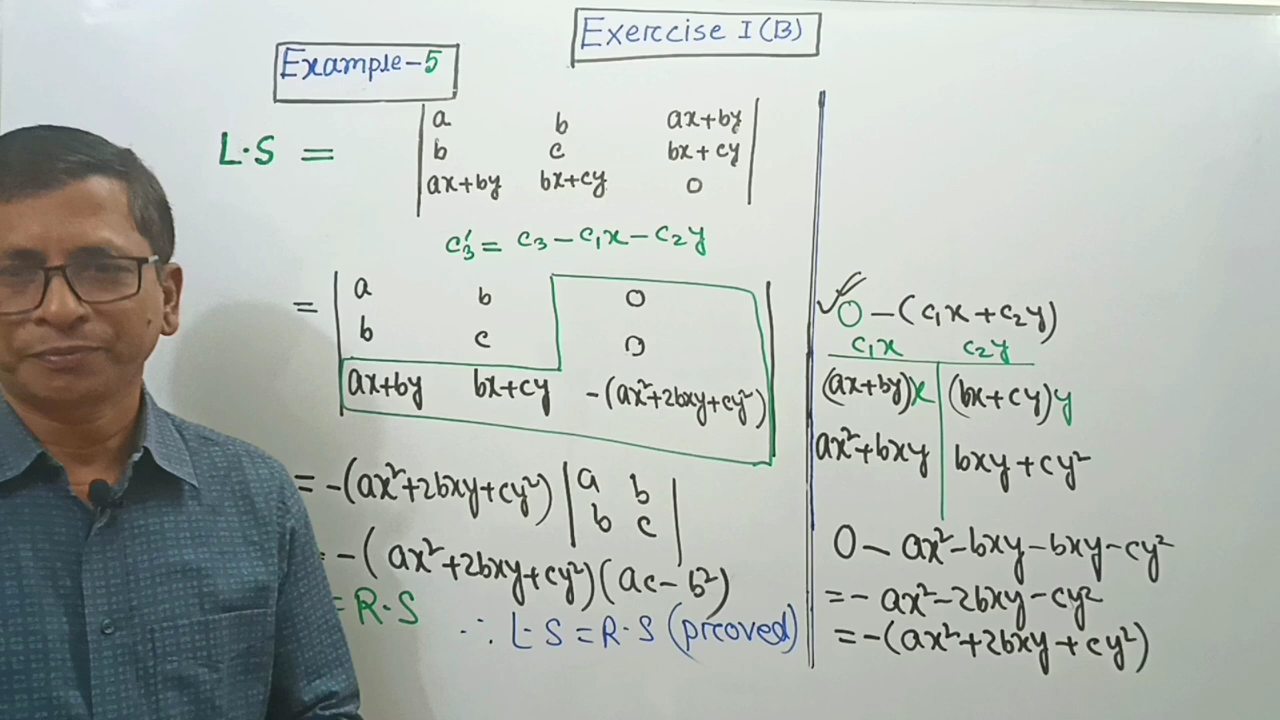 Exerccise I(B)
Example-5
L.S =
a b ax+by
b c bx+cy
ax+by bx+cy 0
c₃′ = c₃ - c₁x - c₂y
= a b 0
b c 0
ax+by bx+cy -(ax²+2bxy+cy²)
= -(ax²+2bxy+cy²) |a b|
|b c|
= -(ax²+2bxy+cy²)(ac-b²)
= R.S
∴ L.S = R.S (preoved)
0 - (c₁x + c₂y)
c₁x c₂y
(ax+by)x (bx+cy)y
ax²+bxy bxy+cy²
0 - ax²-bxy-bxy-cy²
= - ax²-2bxy-cy²
= -(ax²+2bxy+cy²)